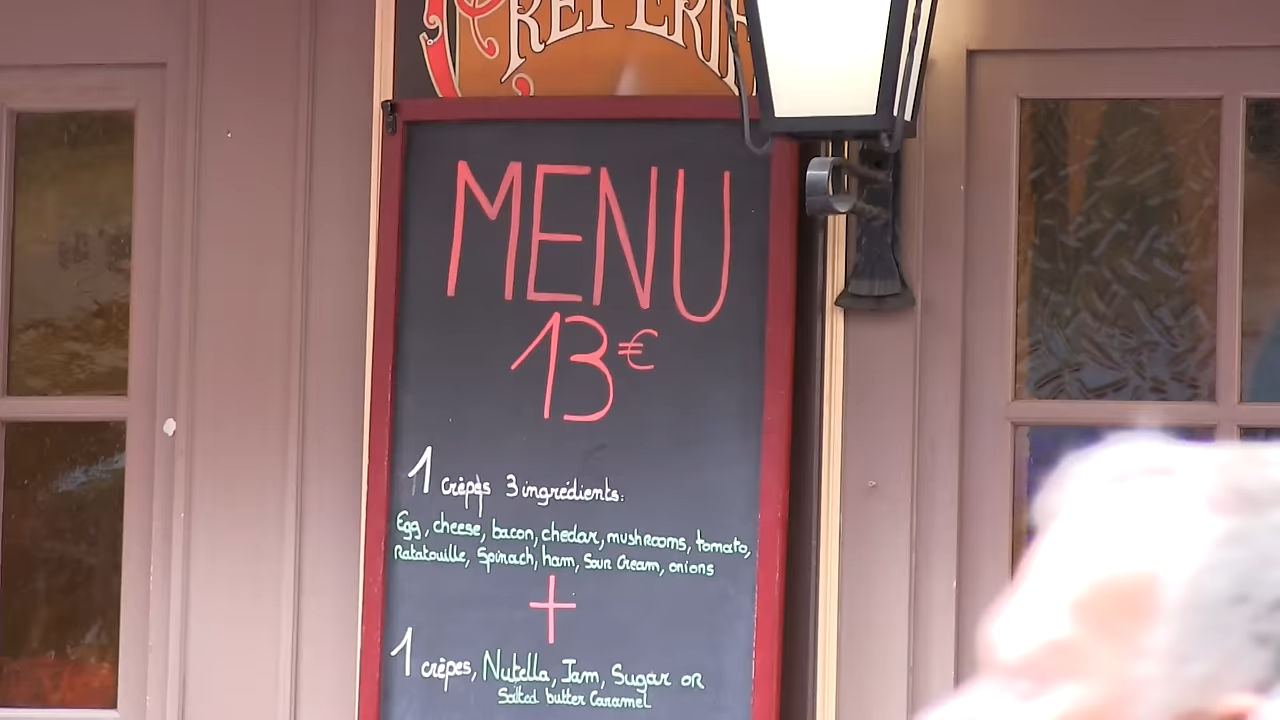 CRÊPERIE
MENU
13€
1 crêpes 3 ingrédients:
Egg, cheese, bacon, chedar, mushrooms, tomato,
Ratatouille, Spinach, ham, Sour Cream, onions
+
1 crêpes, Nutella, Jam, Sugar OR
Salted butter Caramel